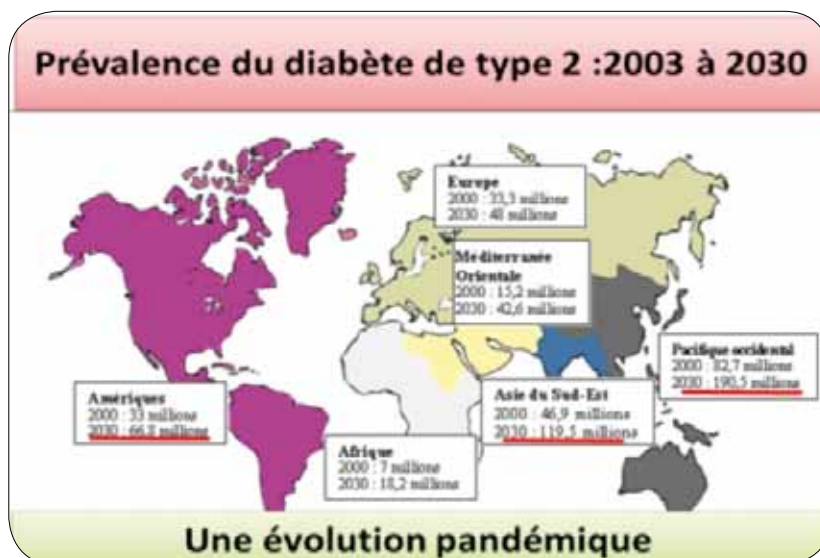 Prévalence du diabète de type 2 :2003 à 2030
Europe
2000 : 33,3 millions
2030 : 48 millions
Méditerranée
Orientale
2000 : 15,2 millions
2030 : 42,6 millions
Pacifique occidental
2000 : 82,7 millions
2030 : 190,5 millions
Amériques
2000 : 33 millions
2030 : 66,8 millions
Asie du Sud-Est
2000 : 46,9 millions
2030 : 119,5 millions
Afrique
2000 : 7 millions
2030 : 18,2 millions
Une évolution pandémique